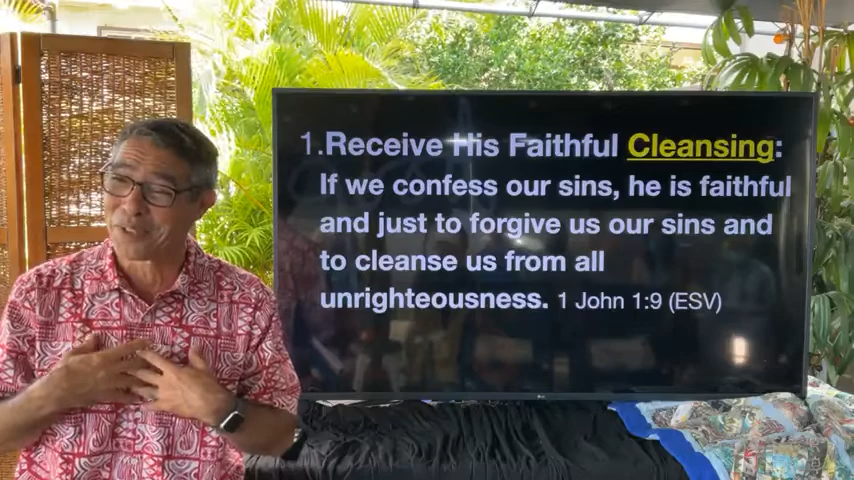 1.Receive His Faithful Cleansing:
If we confess our sins, he is faithful
and just to forgive us our sins and
to cleanse us from all
unrighteousness. 1 John 1:9 (ESV)